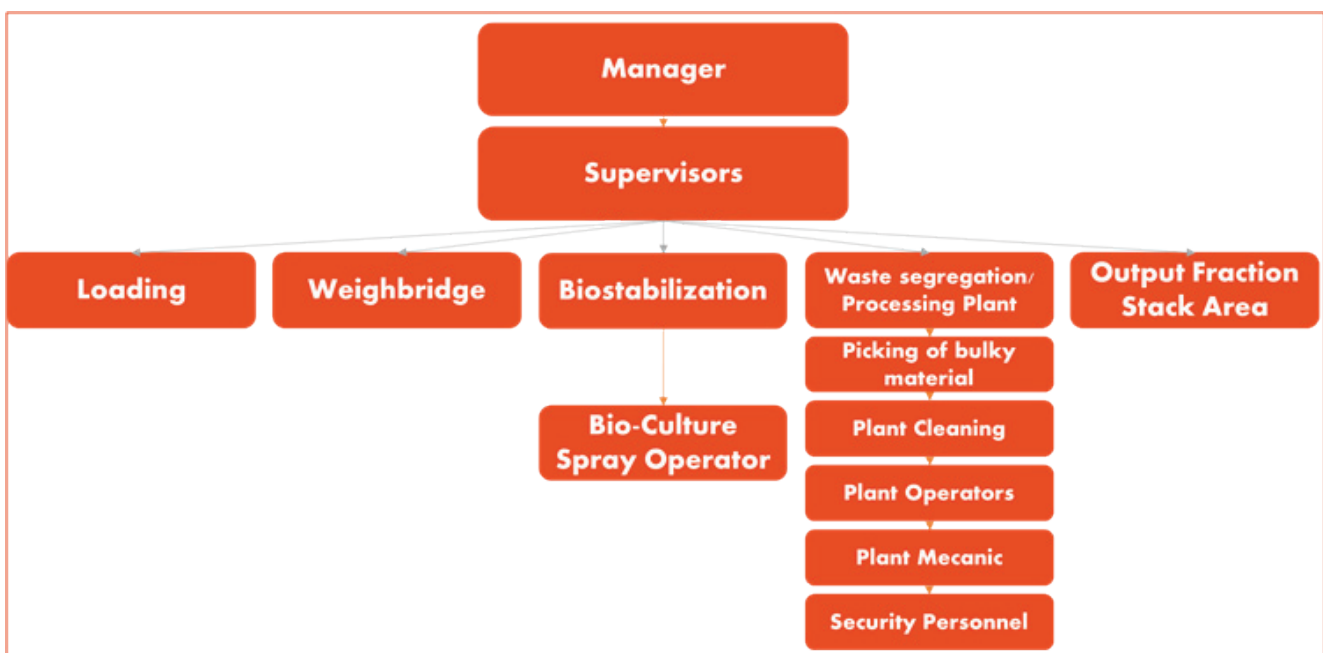 Manager
Supervisors
Loading
Weighbridge
Biostabilization
Waste segregation/
Processing Plant
Output Fraction
Stack Area
Bio-Culture
Spray Operator
Picking of bulky
material
Plant Cleaning
Plant Operators
Plant Mecanic
Security Personnel